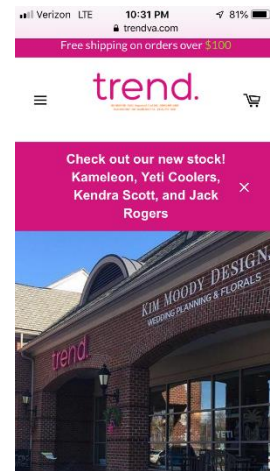 Verizon LTE 10:31 PM 81%
trendva.com
Free shipping on orders over $100
trend.
Check out our new stock!
Kameleon, Yeti Coolers,
Kendra Scott, and Jack
Rogers
×
KIM MOODY DESIGN
WEDDING PLANNING & FLORALS
trend.
YETI